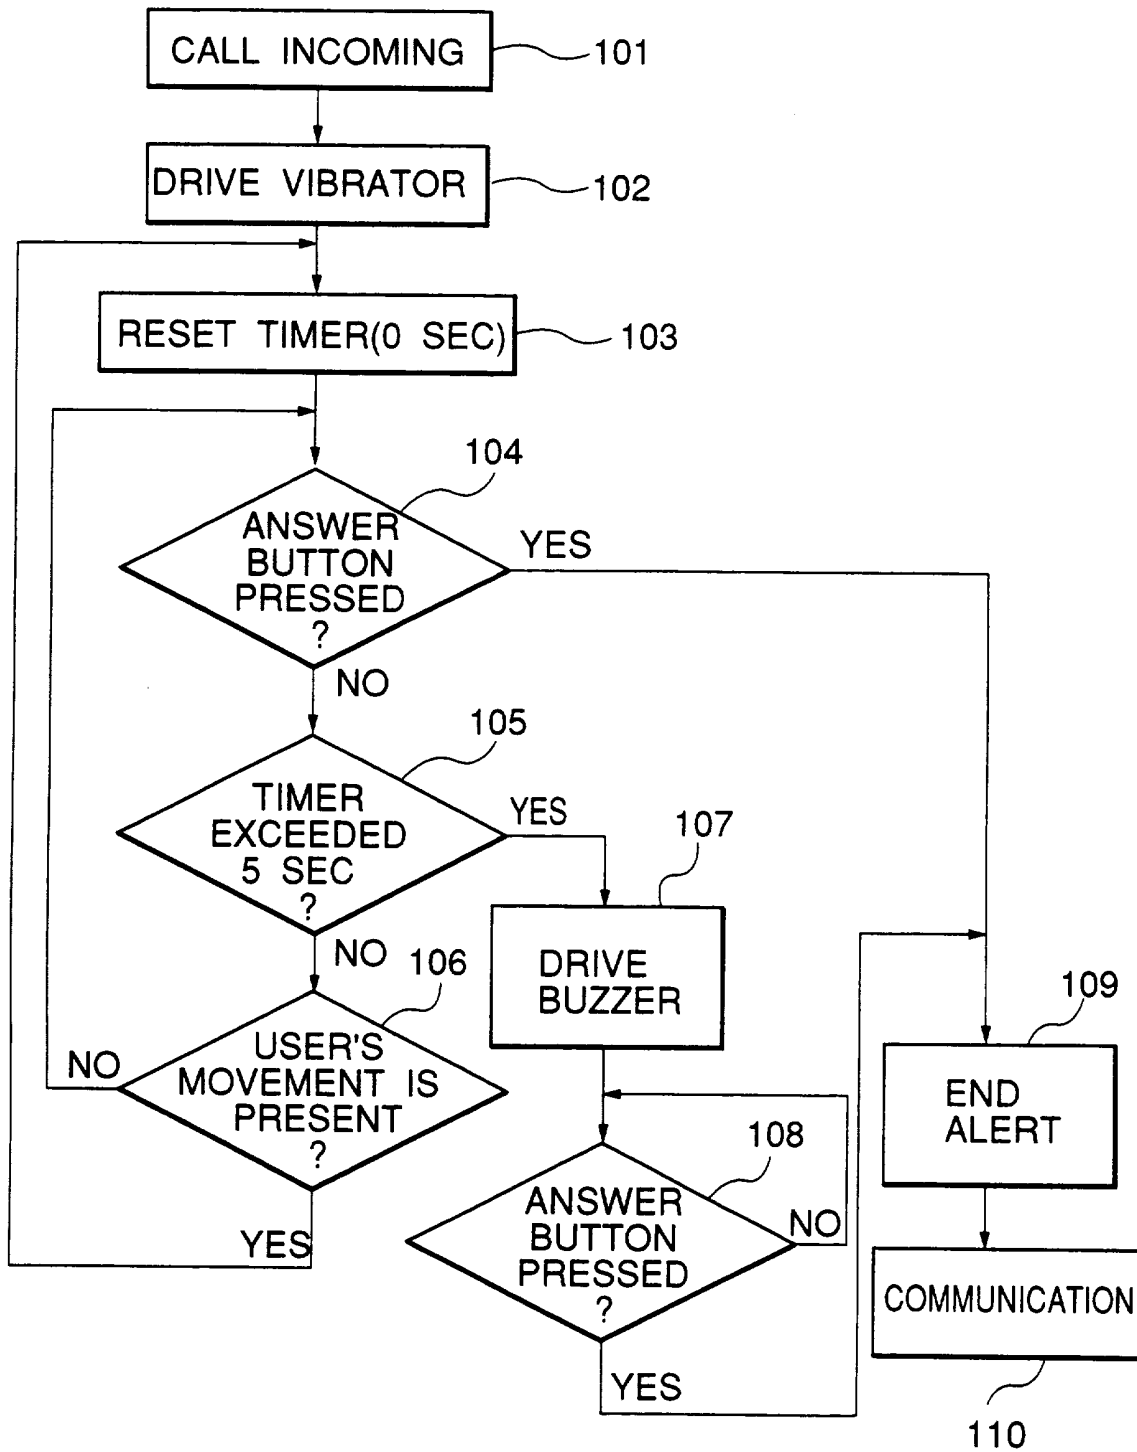 CALL INCOMING
101
DRIVE VIBRATOR
102
RESET TIMER(0 SEC)
103
104
ANSWER
BUTTON
PRESSED
?
YES
NO
105
TIMER
EXCEEDED
5 SEC
?
YES
NO
107
DRIVE
BUZZER
106
USER'S
MOVEMENT IS
PRESENT
?
NO
YES
109
END
ALERT
108
ANSWER
BUTTON
PRESSED
?
NO
YES
COMMUNICATION
110